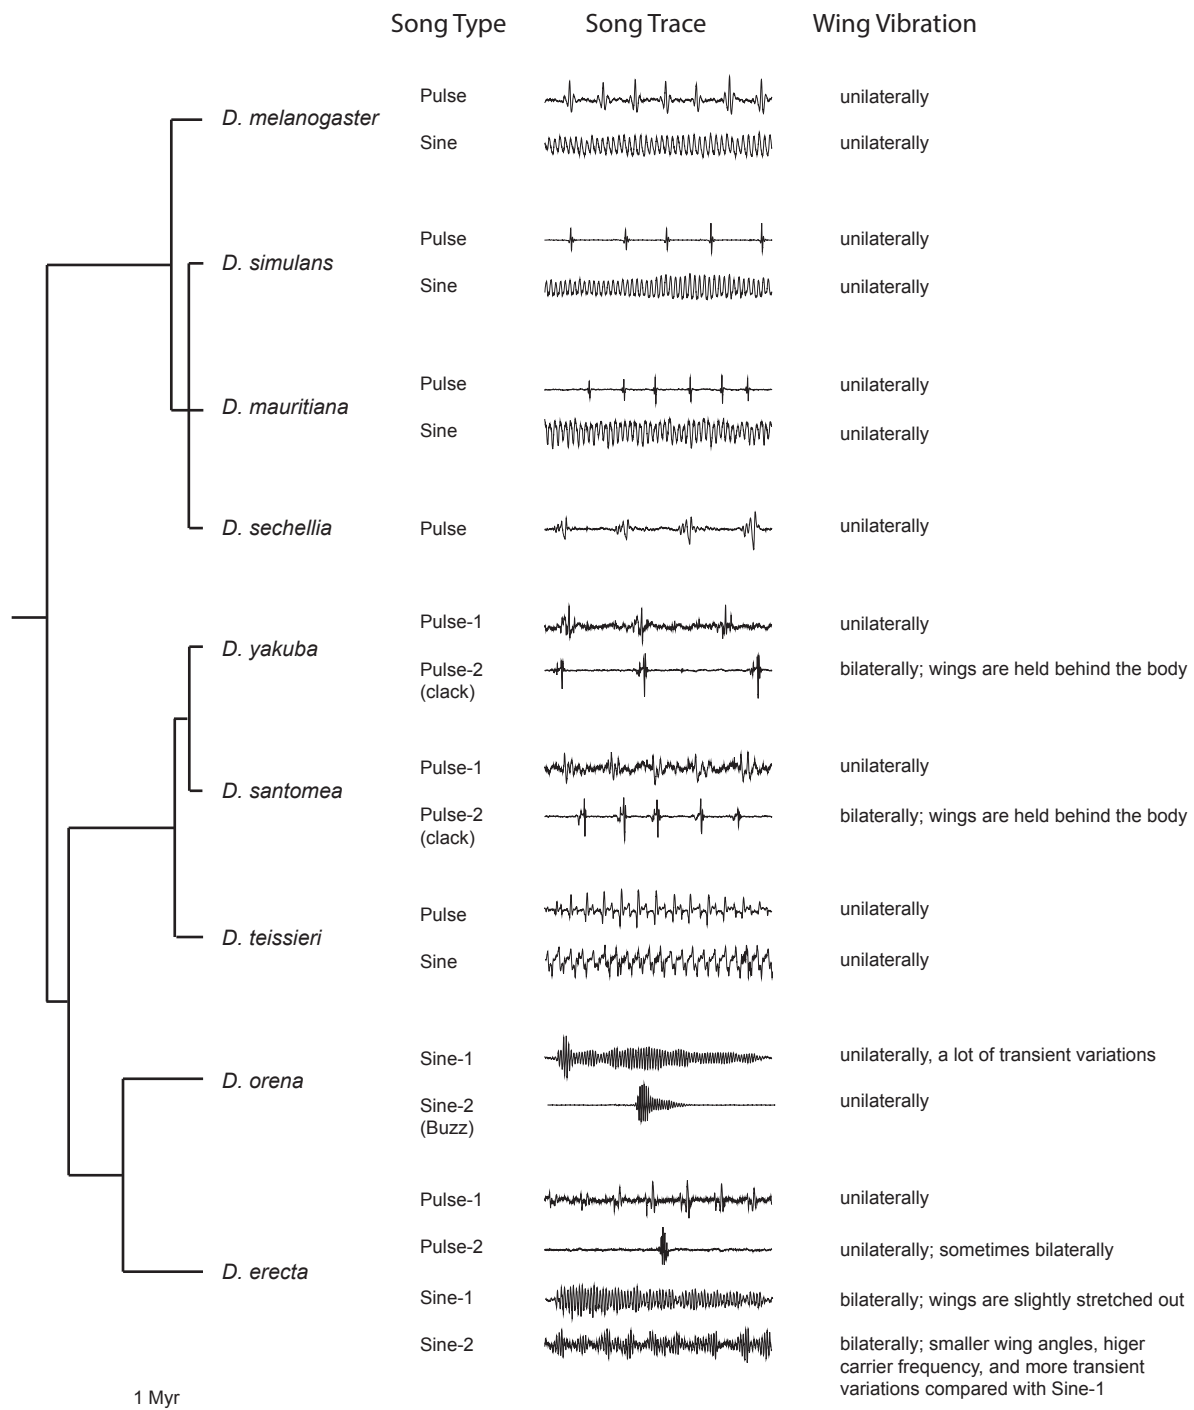 Song Type Song Trace Wing Vibration
D. melanogaster
Pulse unilaterally
Sine unilaterally
D. simulans
Pulse unilaterally
Sine unilaterally
D. mauritiana
Pulse unilaterally
Sine unilaterally
D. sechellia
Pulse unilaterally
D. yakuba
Pulse-1 unilaterally
Pulse-2 bilaterally; wings are held behind the body
(clack)
D. santomea
Pulse-1 unilaterally
Pulse-2 bilaterally; wings are held behind the body
(clack)
D. teissieri
Pulse unilaterally
Sine unilaterally
D. orena
Sine-1 unilaterally, a lot of transient variations
Sine-2 unilaterally
(Buzz)
D. erecta
Pulse-1 unilaterally
Pulse-2 unilaterally; sometimes bilaterally
Sine-1 bilaterally; wings are slightly stretched out
Sine-2 bilaterally; smaller wing angles, higer
carrier frequency, and more transient
variations compared with Sine-1
1 Myr